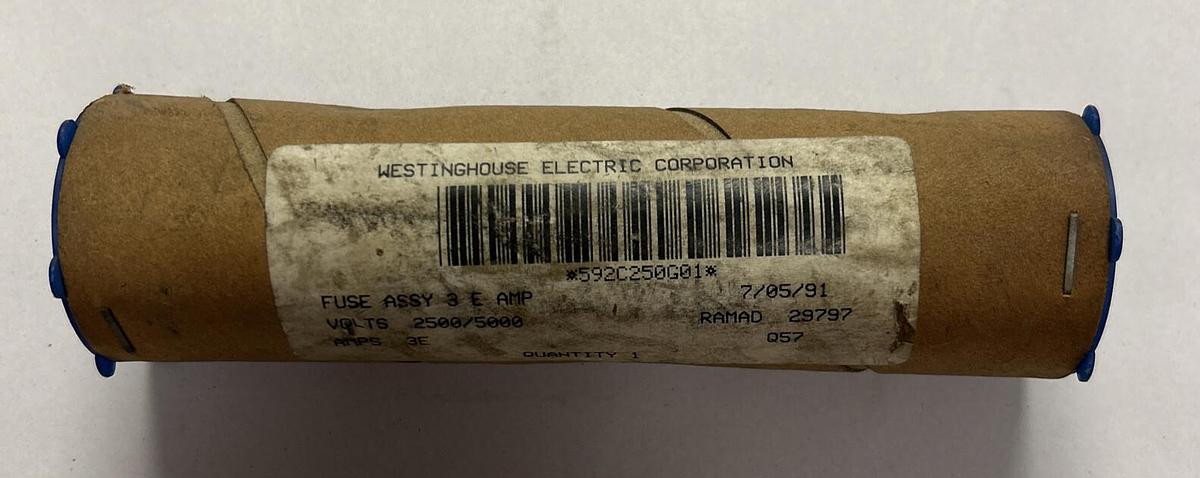 WESTINGHOUSE ELECTRIC CORPORATION
*592C250G01*
FUSE ASSY 3 E AMP 7/05/91
VOLTS 2500/5000 RAMAD 29797
AMPS 3E Q57
QUANTITY 1